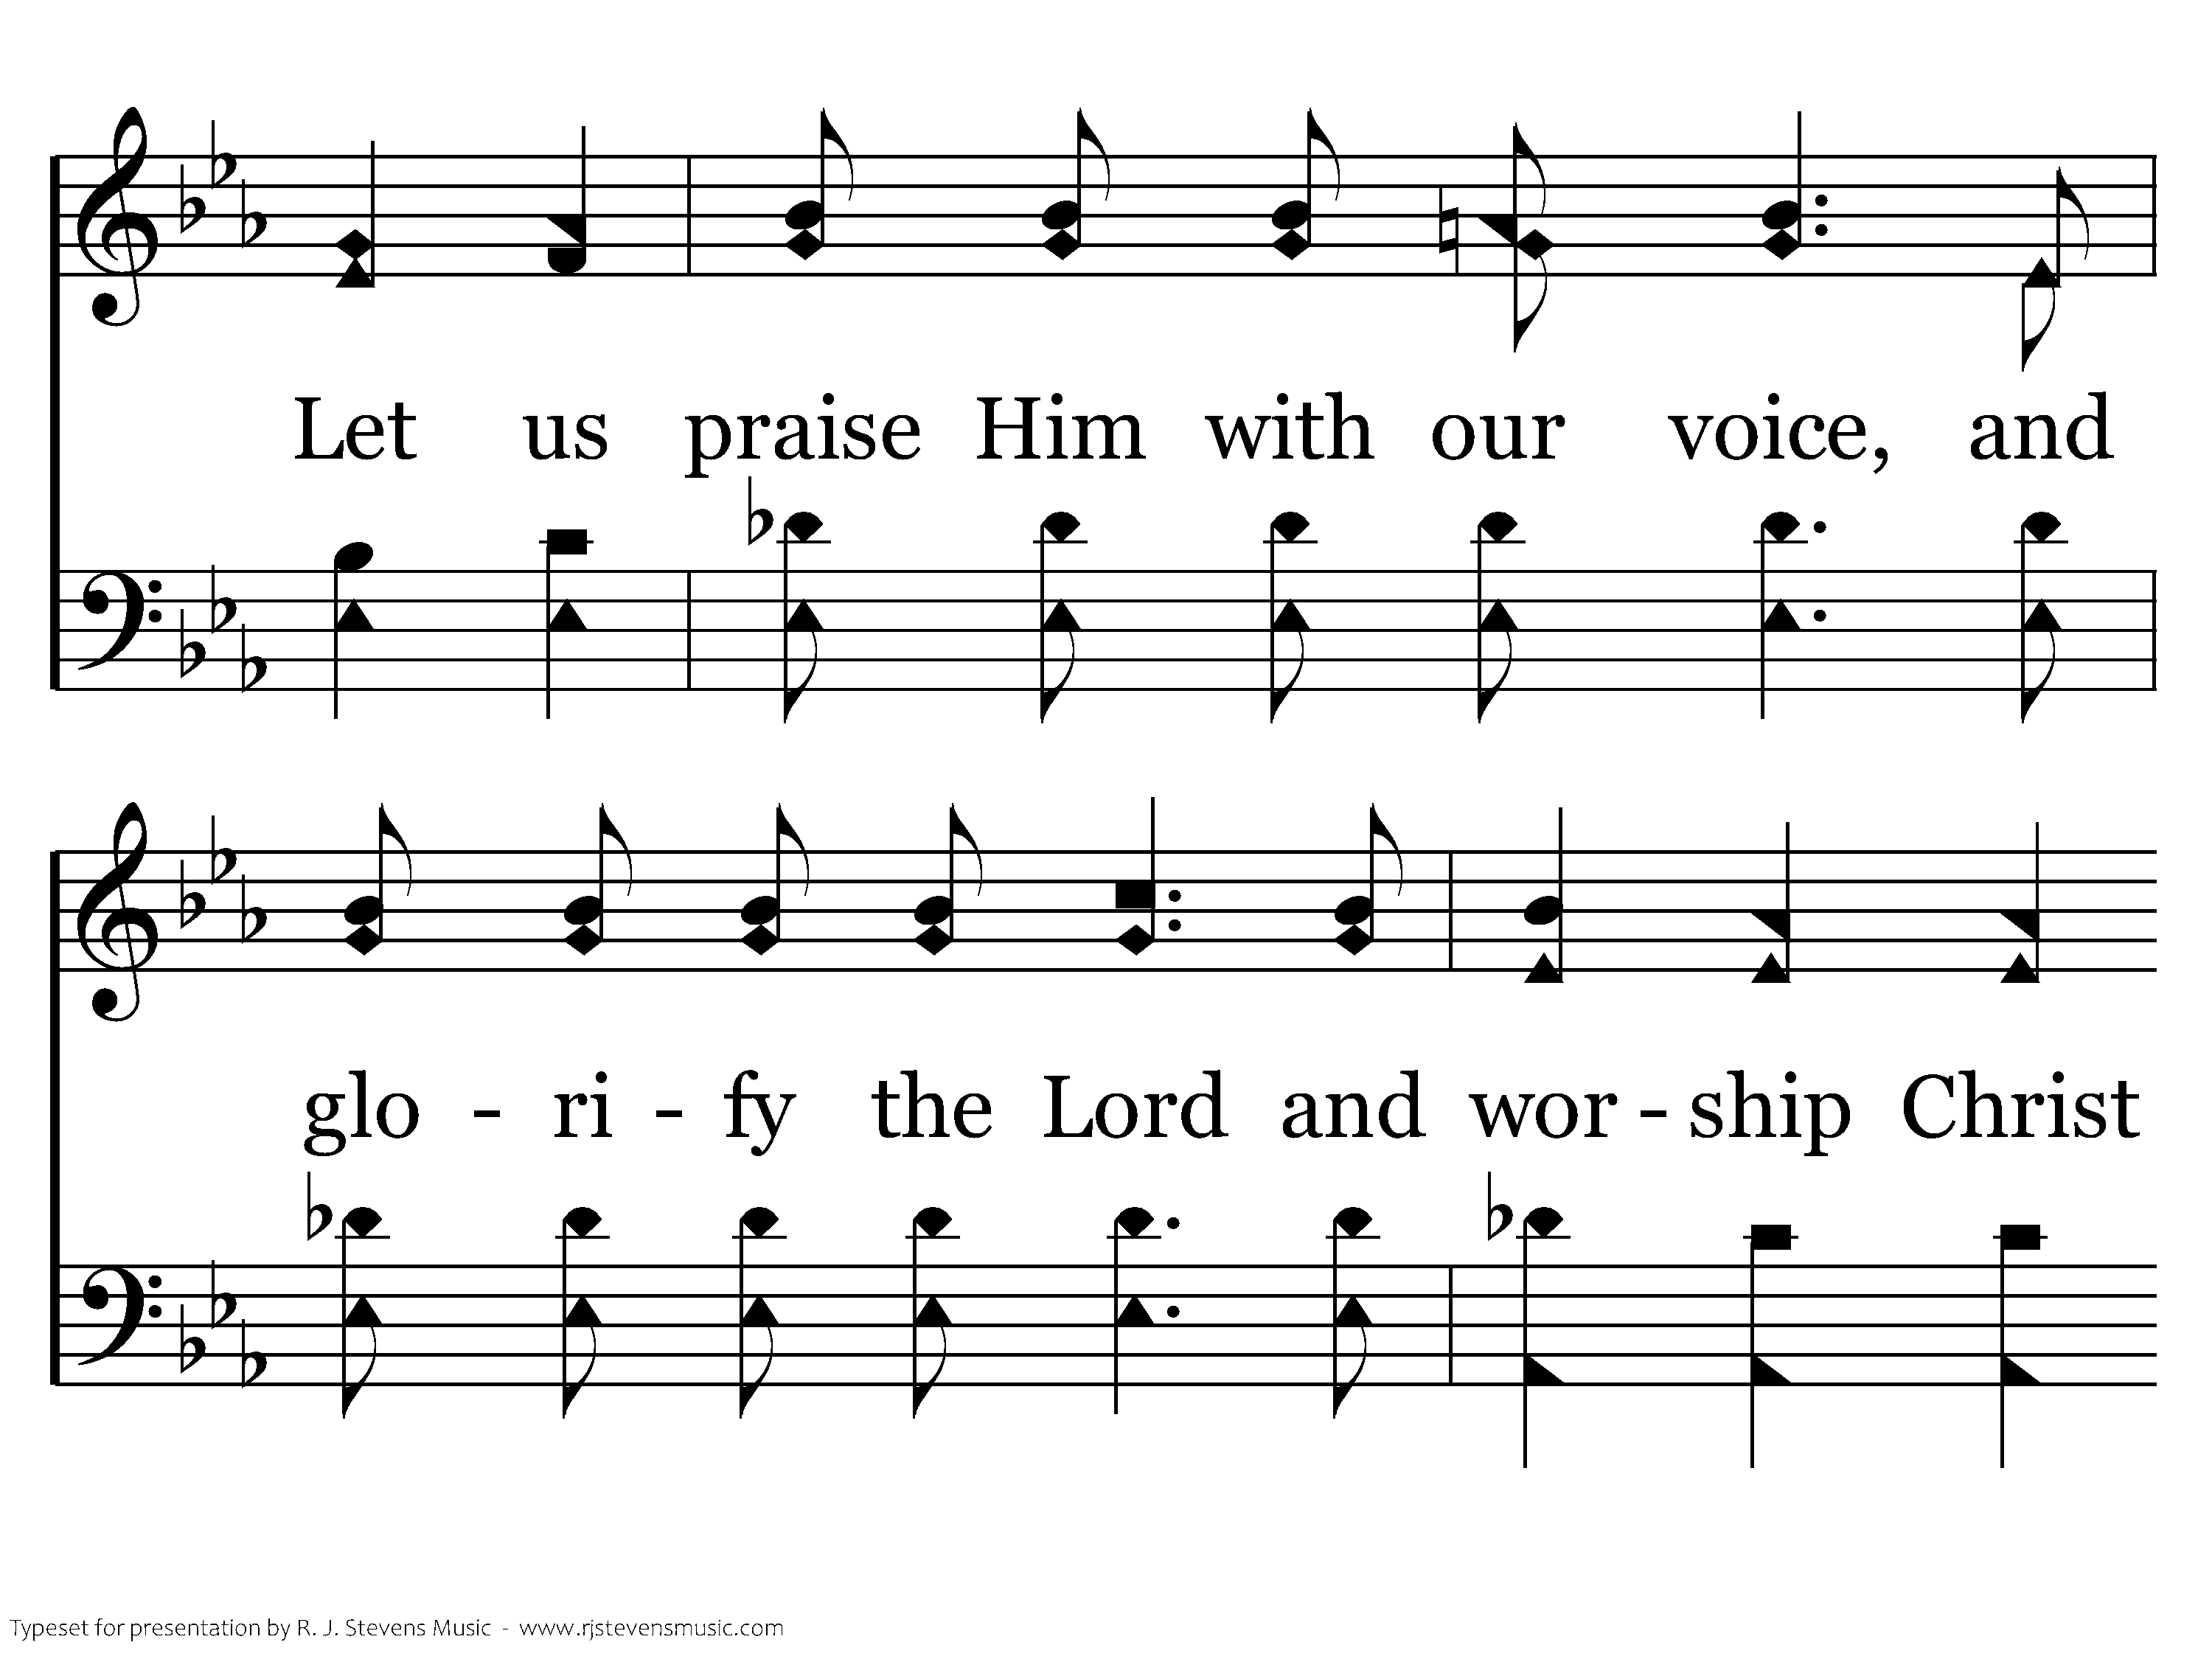 Let us praise Him with our voice, and
glo - ri - fy the Lord and wor - ship Christ
Typeset for presentation by R. J. Stevens Music - www.rjstevensmusic.com